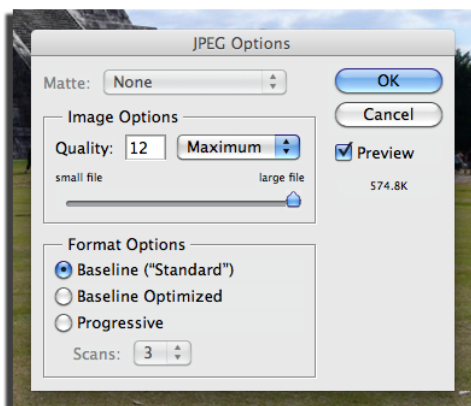 JPEG Options
Matte: None
OK
Image Options
Cancel
Quality: 12 Maximum
Preview
small file large file
574.8K
Format Options
Baseline (“Standard”)
Baseline Optimized
Progressive
Scans: 3